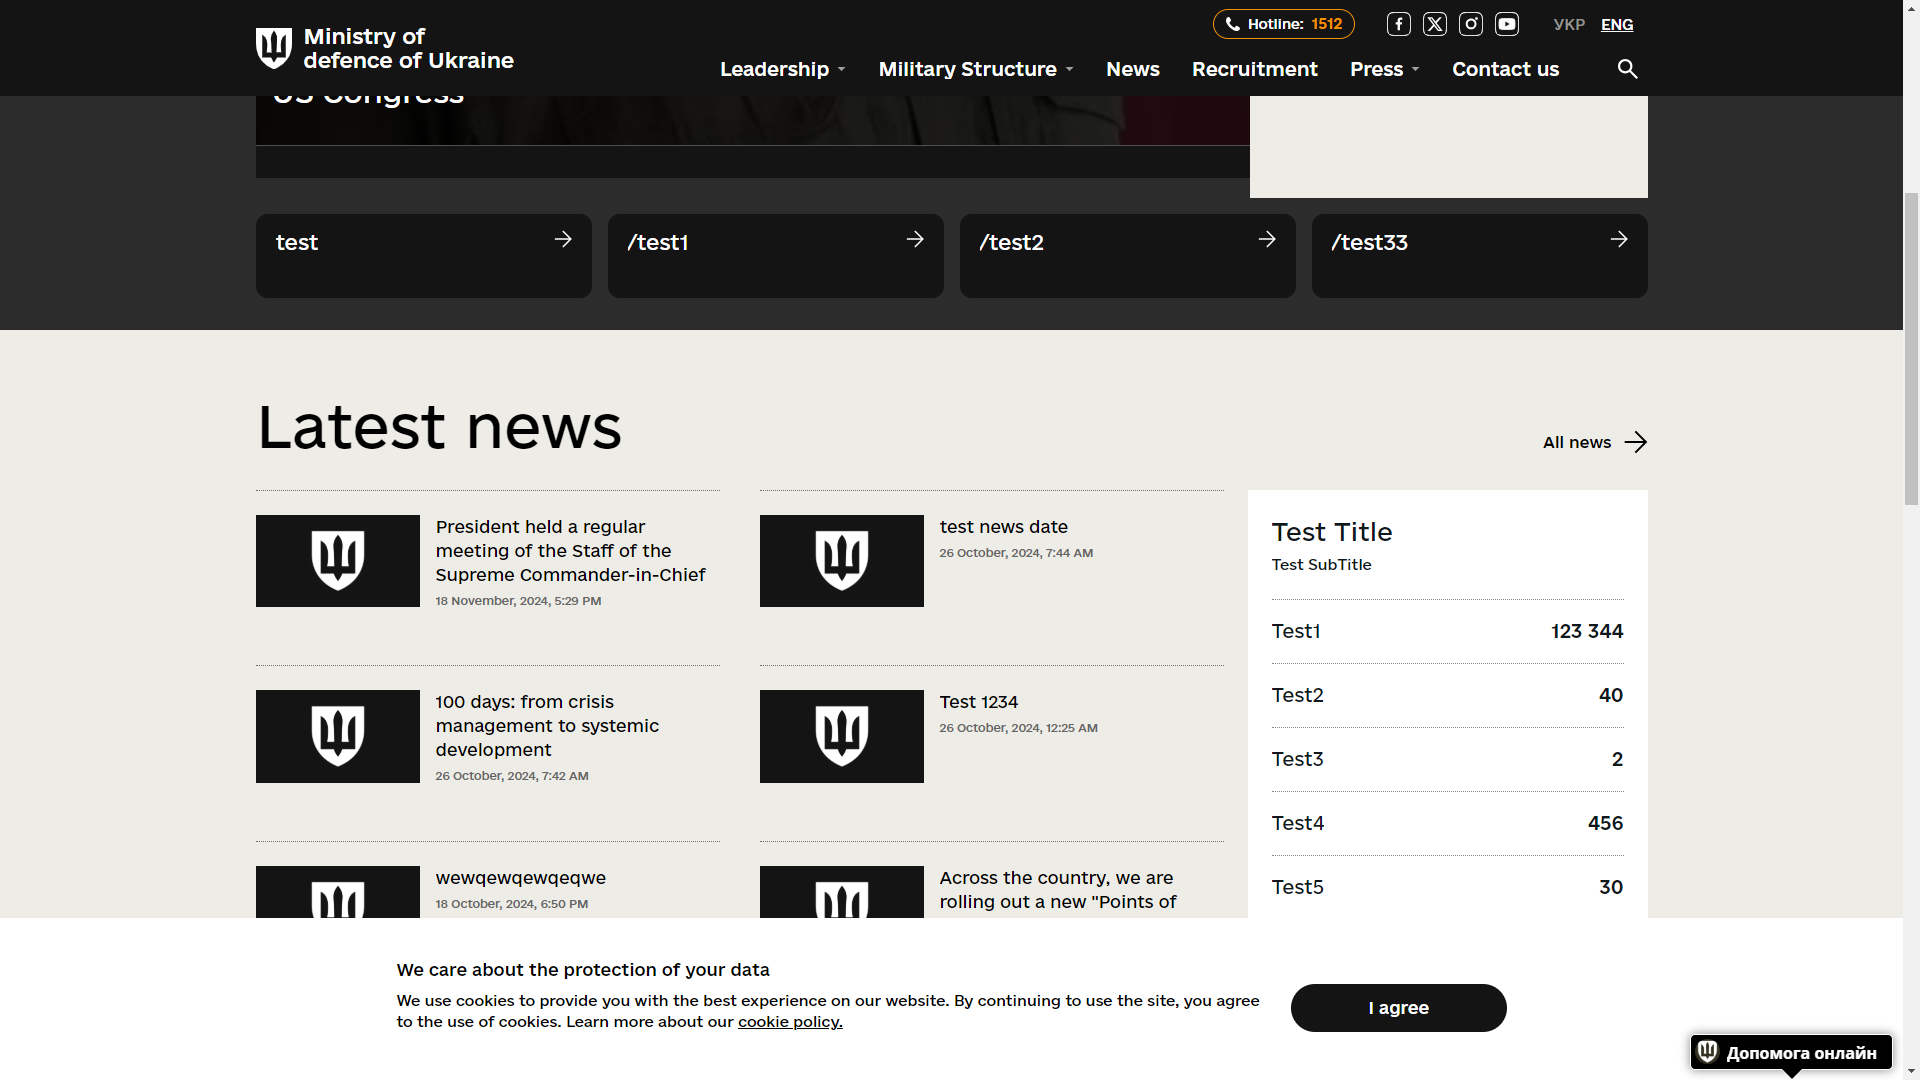 Ministry of
defence of Ukraine
Hotline: 1512
УКР ENG
Leadership Military Structure News Recruitment Press Contact us
US Congress
test
/test1
/test2
/test33
Latest news
All news
President held a regular
meeting of the Staff of the
Supreme Commander-in-Chief
18 November, 2024, 5:29 PM
test news date
26 October, 2024, 7:44 AM
100 days: from crisis
management to systemic
development
26 October, 2024, 7:42 AM
Test 1234
26 October, 2024, 12:25 AM
wewqewqewqeqwe
18 October, 2024, 6:50 PM
Across the country, we are
rolling out a new "Points of
Test Title
Test SubTitle
Test1 123 344
Test2 40
Test3 2
Test4 456
Test5 30
We care about the protection of your data
We use cookies to provide you with the best experience on our website. By continuing to use the site, you agree
to the use of cookies. Learn more about our cookie policy.
I agree
Допомога онлайн